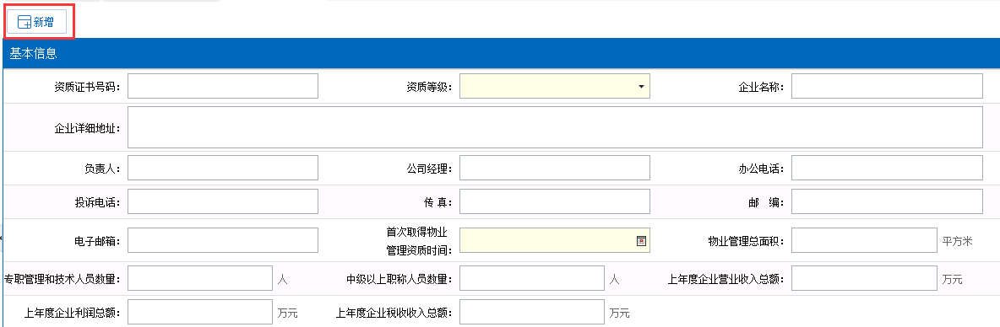 新增
基本信息
资质证书号码： 资质等级： 企业名称：
企业详细地址：
负责人： 公司经理： 办公电话：
投诉电话： 传 真： 邮 编：
电子邮箱： 首次取得物业
管理资质时间： 物业管理总面积： 平方米
专职管理和技术人员数量： 人 中级以上职称人员数量： 人 上年度企业营业收入总额： 万元
上年度企业利润总额： 万元 上年度企业税收收入总额： 万元